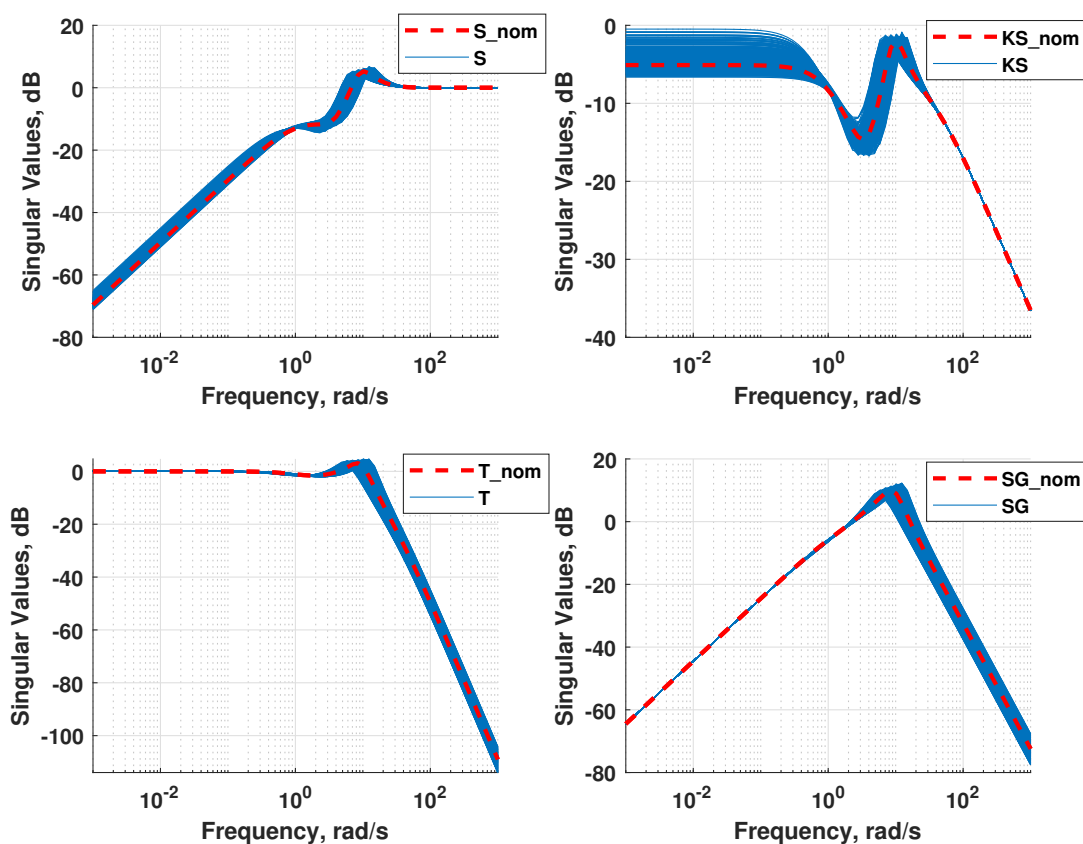 20
0
-20
-40
-60
-80
Singular Values, dB
S_nom
S
10^-2
10^0
10^2
Frequency, rad/s
0
-10
-20
-30
-40
Singular Values, dB
KS_nom
KS
10^-2
10^0
10^2
Frequency, rad/s
0
-20
-40
-60
-80
-100
Singular Values, dB
T_nom
T
10^-2
10^0
10^2
Frequency, rad/s
20
0
-20
-40
-60
-80
Singular Values, dB
SG_nom
SG
10^-2
10^0
10^2
Frequency, rad/s